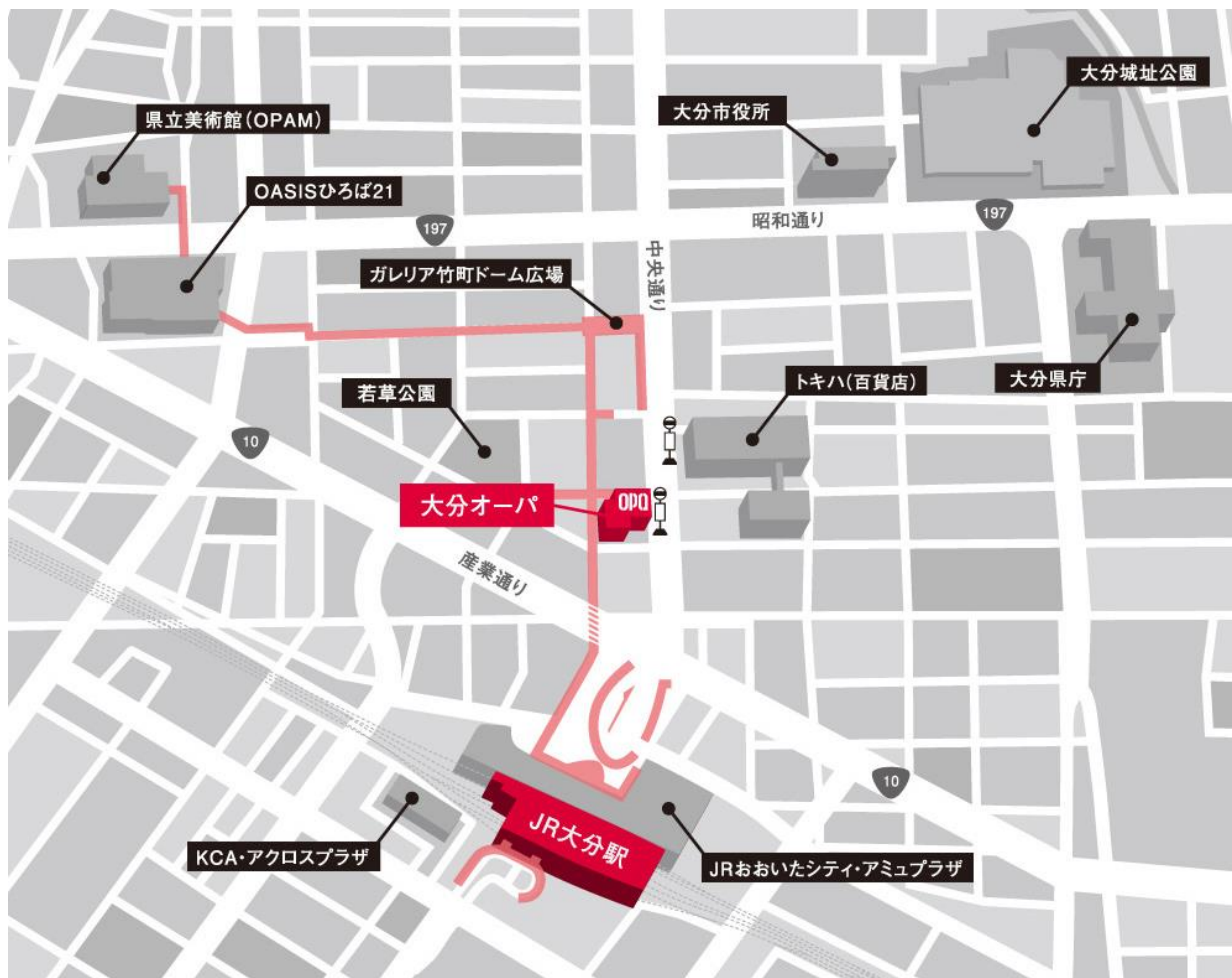 大分城址公園
県立美術館(OPAM)
大分市役所
OASISひろば21
197
昭和通り
197
中央通り
ガレリア竹町ドーム広場
若草公園
トキハ(百貨店)
大分県庁
10
大分オーパ
OPA
産業通り
10
JR大分駅
KCA・アクロスプラザ
JRおおいたシティ・アミュプラザ